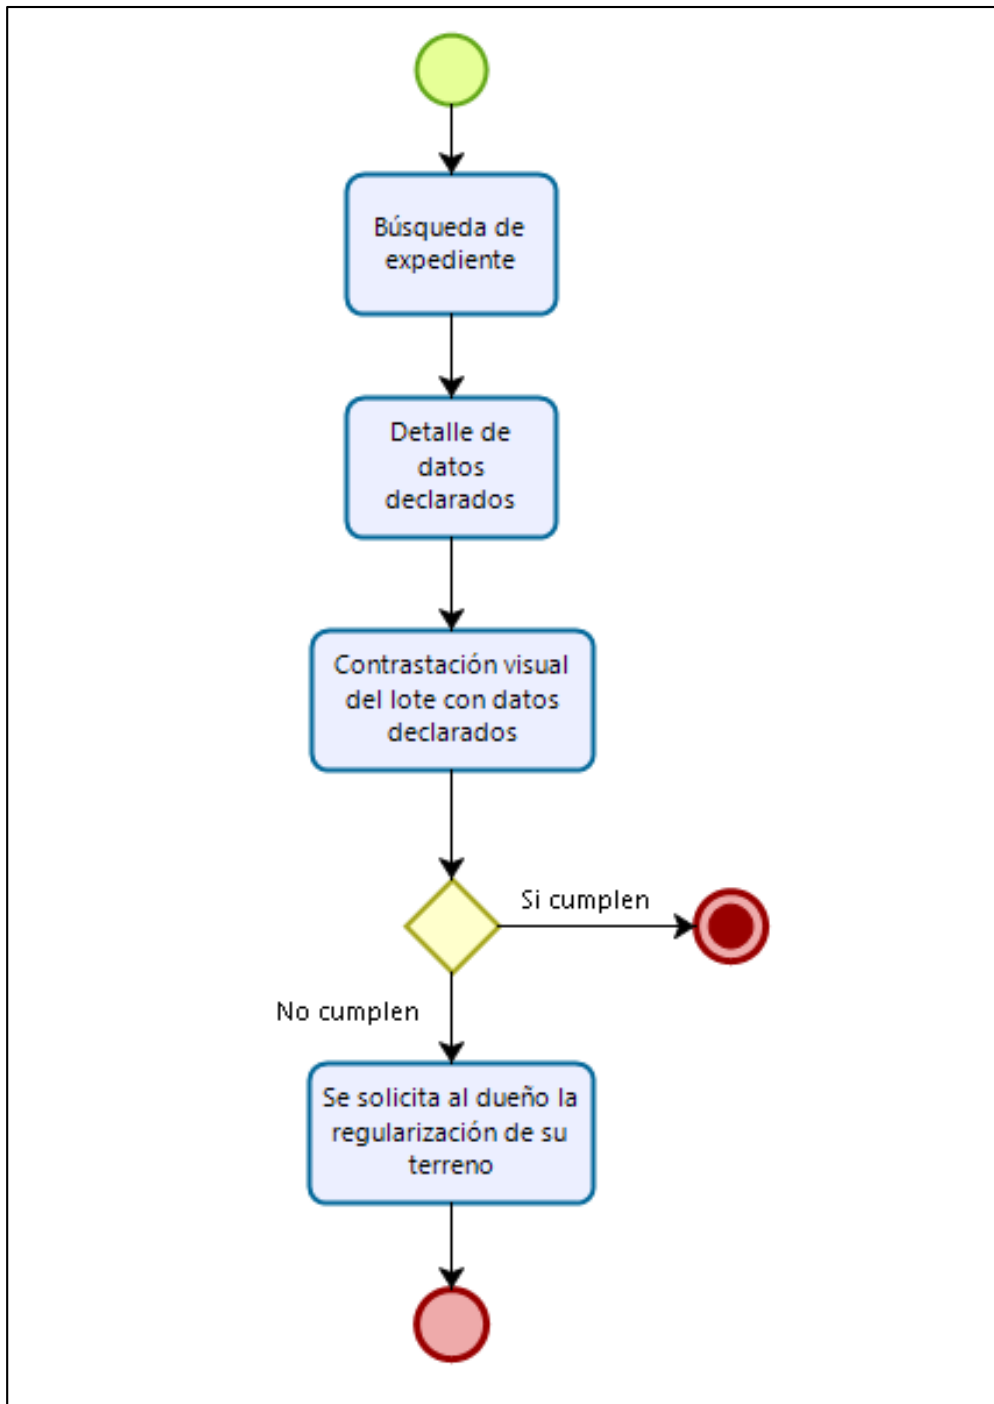 Búsqueda de
expediente
Detalle de
datos
declarados
Contrastación visual
del lote con datos
declarados
Si cumplen
No cumplen
Se solicita al dueño la
regularización de su
terreno